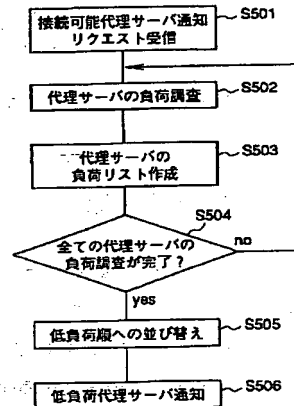 接続可能代理サーバ通知
リクエスト受信
S501
代理サーバの負荷調査
S502
代理サーバの
負荷リスト作成
S503
S504
全ての代理サーバの
負荷調査が完了?
no
yes
低負荷順への並び替え
S505
低負荷代理サーバ通知
S506